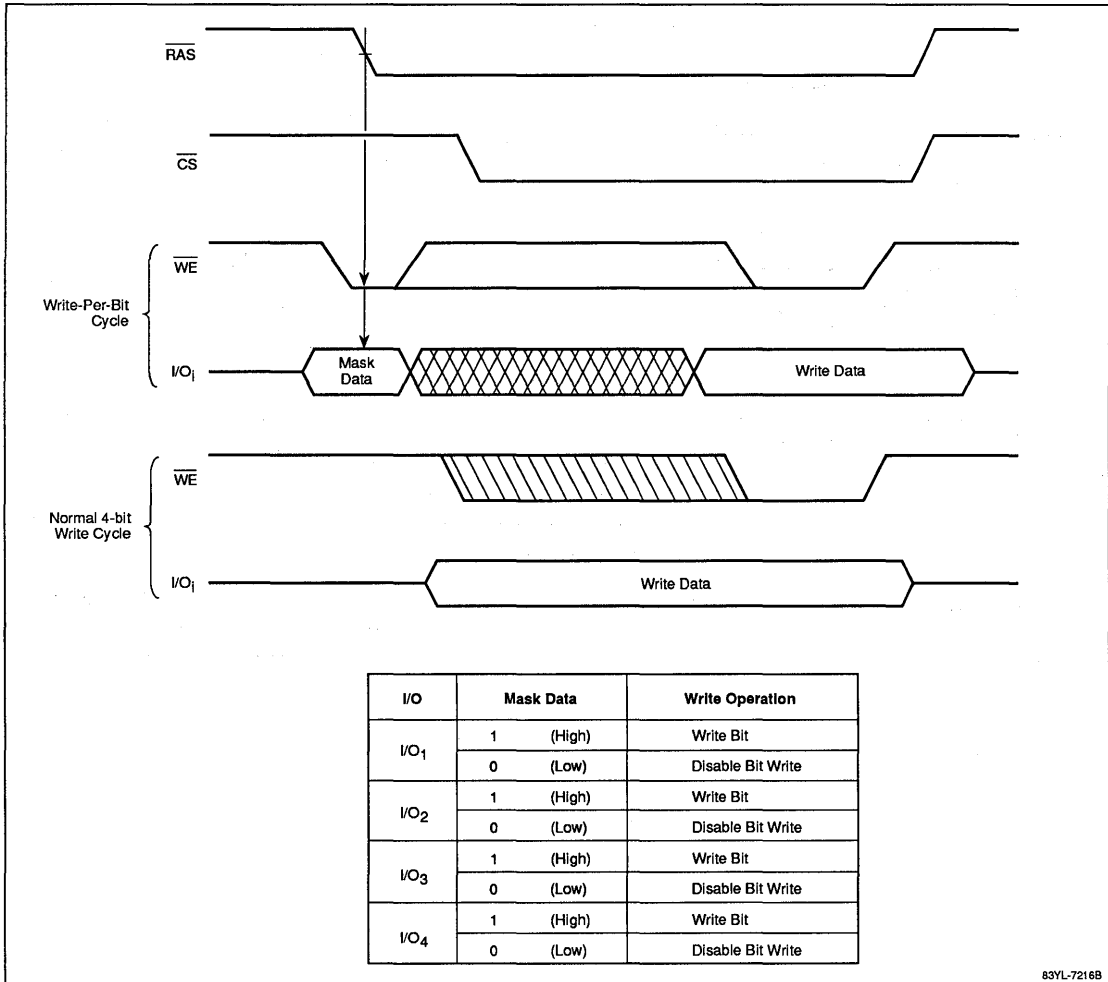 RAS
CS
WE
Write-Per-Bit
Cycle
I/Oi
Mask
Data
Write Data
WE
Normal 4-bit
Write Cycle
I/Oi
Write Data
I/O Mask Data Write Operation
I/O1 1 (High) Write Bit
0 (Low) Disable Bit Write
I/O2 1 (High) Write Bit
0 (Low) Disable Bit Write
I/O3 1 (High) Write Bit
0 (Low) Disable Bit Write
I/O4 1 (High) Write Bit
0 (Low) Disable Bit Write
83YL-7216B